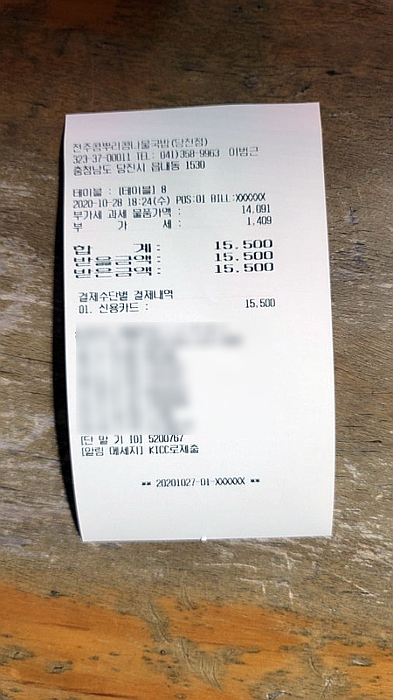 전주콩뿌리콩나물국밥(당진점)
323-37-00011 TEL: 041)358-9963 이범근
충청남도 당진시 읍내동 1530
테이블 : [테이블] 8
2020-10-28 18:24(수) POS:01 BILL:XXXXXX
부가세 과세 물품가액 : 14.091
부 가 세 : 1.409
합 계 : 15.500
받을금액: 15.500
받은금액: 15.500
결제수단별 결제내역
01. 신용카드 : 15.500
[단 말 기 ID] 5200767
[알림 메세지] KICC로제출
** 20201027-01-XXXXXX **